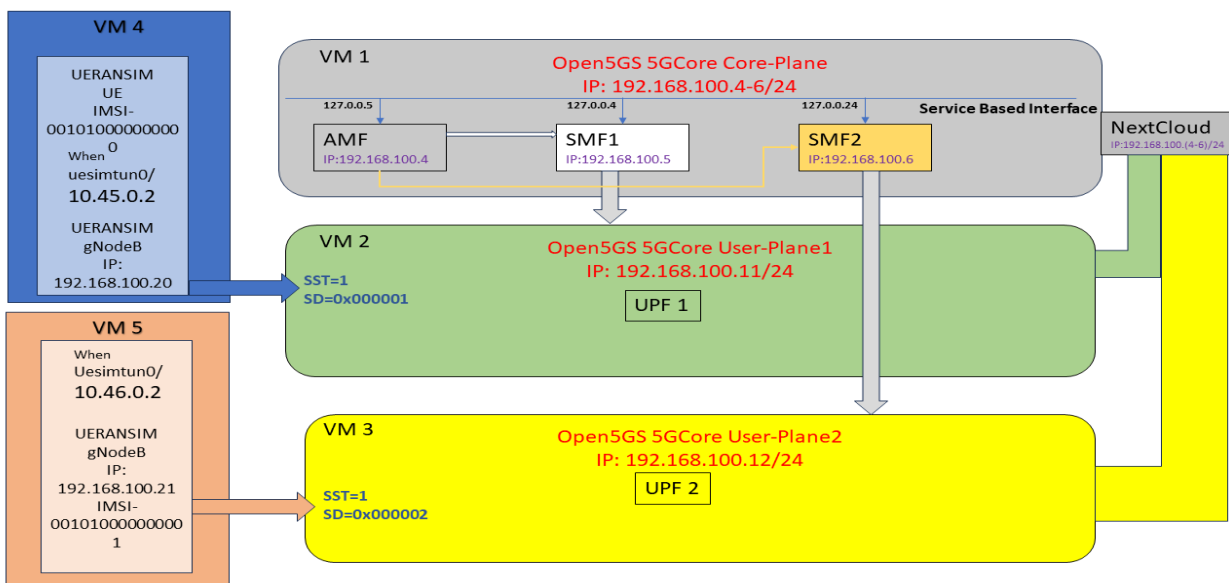 VM 4
UERANSIM
UE
IMSI-
00101000000000
0
When
uesimtun0/
10.45.0.2
UERANSIM
gNodeB
IP:
192.168.100.20
VM 5
When
Uesimtun0/
10.46.0.2
UERANSIM
gNodeB
IP:
192.168.100.21
IMSI-
00101000000000
1
VM 1
Open5GS 5GCore Core-Plane
IP: 192.168.100.4-6/24
127.0.0.5
127.0.0.4
127.0.0.24
Service Based Interface
AMF
IP:192.168.100.4
SMF1
IP:192.168.100.5
SMF2
IP:192.168.100.6
NextCloud
IP:192.168.100.(4-6)/24
VM 2
Open5GS 5GCore User-Plane1
IP: 192.168.100.11/24
SST=1
SD=0x000001
UPF 1
VM 3
Open5GS 5GCore User-Plane2
IP: 192.168.100.12/24
UPF 2
SST=1
SD=0x000002